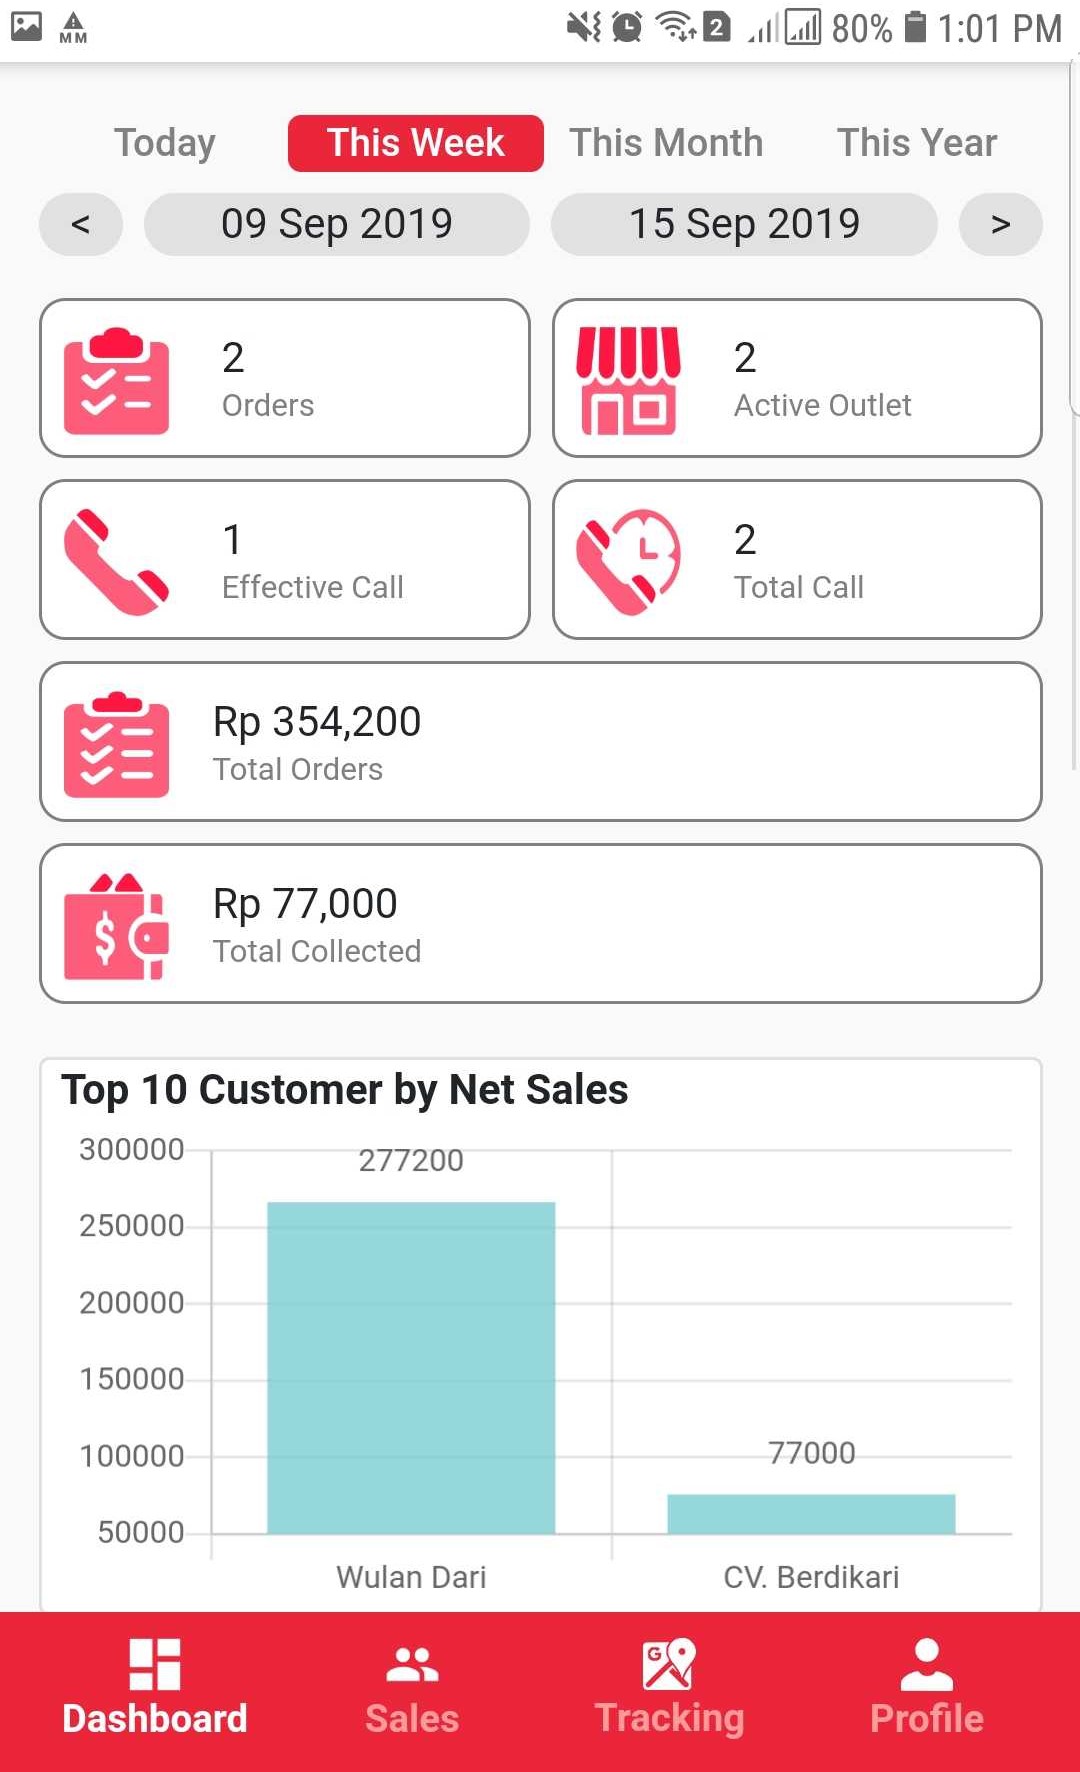 MM 2 80% 1:01 PM
Today This Week This Month This Year
< 09 Sep 2019 15 Sep 2019 >
2
Orders
2
Active Outlet
1
Effective Call
2
Total Call
Rp 354,200
Total Orders
$
Rp 77,000
Total Collected
Top 10 Customer by Net Sales
300000
277200
250000
200000
150000
100000
77000
50000
Wulan Dari CV. Berdikari
G
Dashboard Sales Tracking Profile